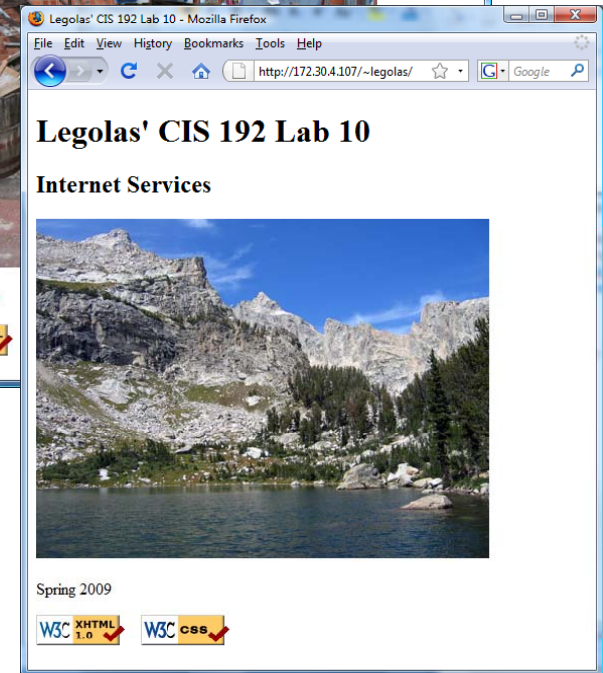 Legolas' CIS 192 Lab 10 - Mozilla Firefox
File Edit View History Bookmarks Tools Help
http://172.30.4.107/~legolas/
G Google
Legolas' CIS 192 Lab 10
Internet Services
Spring 2009
W3C XHTML 1.0
W3C css